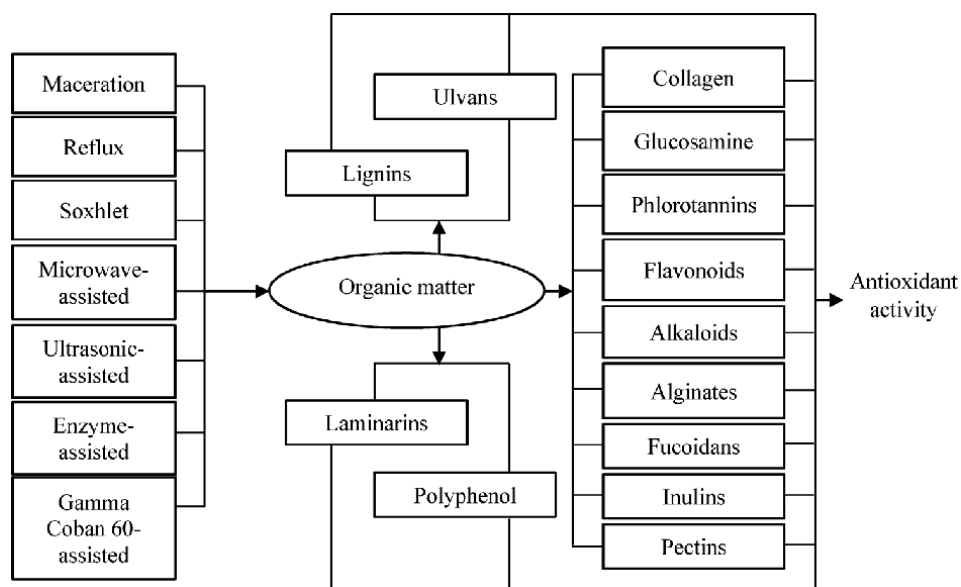 Maceration
Reflux
Soxhlet
Microwave-
assisted
Ultrasonic-
assisted
Enzyme-
assisted
Gamma
Coban 60-
assisted
Ulvans
Lignins
Organic matter
Laminarins
Polyphenol
Collagen
Glucosamine
Phlorotannins
Flavonoids
Alkaloids
Alginates
Fucoidans
Inulins
Pectins
Antioxidant
activity